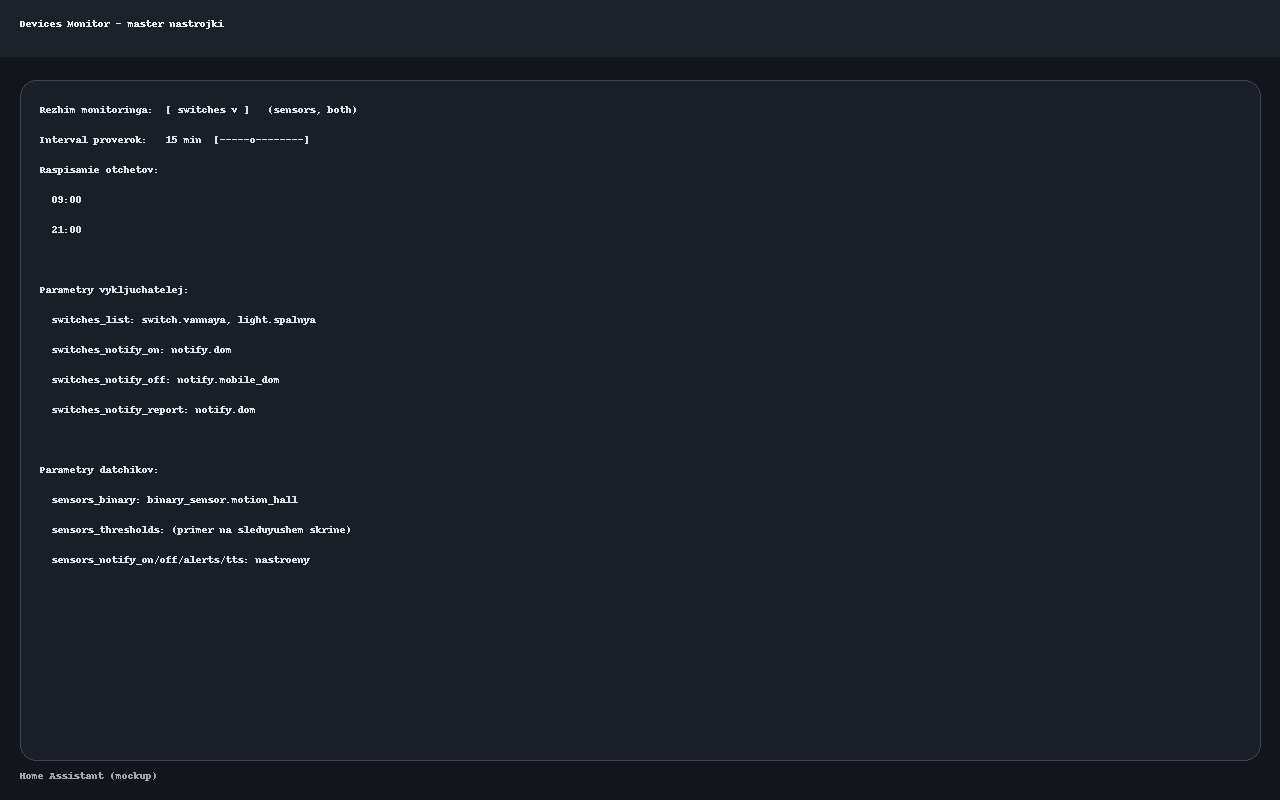 Devices Monitor - master nastrojki
Rezhim monitoringa: [ switches v ] (sensors, both)
Interval proverok: 15 min [-----o--------]
Raspisanie otchetov:
09:00
21:00
Parametry vykljuchatelej:
switches_list: switch.vannaya, light.spalnya
switches_notify_on: notify.dom
switches_notify_off: notify.mobile_dom
switches_notify_report: notify.dom
Parametry datchikov:
sensors_binary: binary_sensor.motion_hall
sensors_thresholds: (primer na sleduyushem skrine)
sensors_notify_on/off/alerts/tts: nastroeny
Home Assistant (mockup)